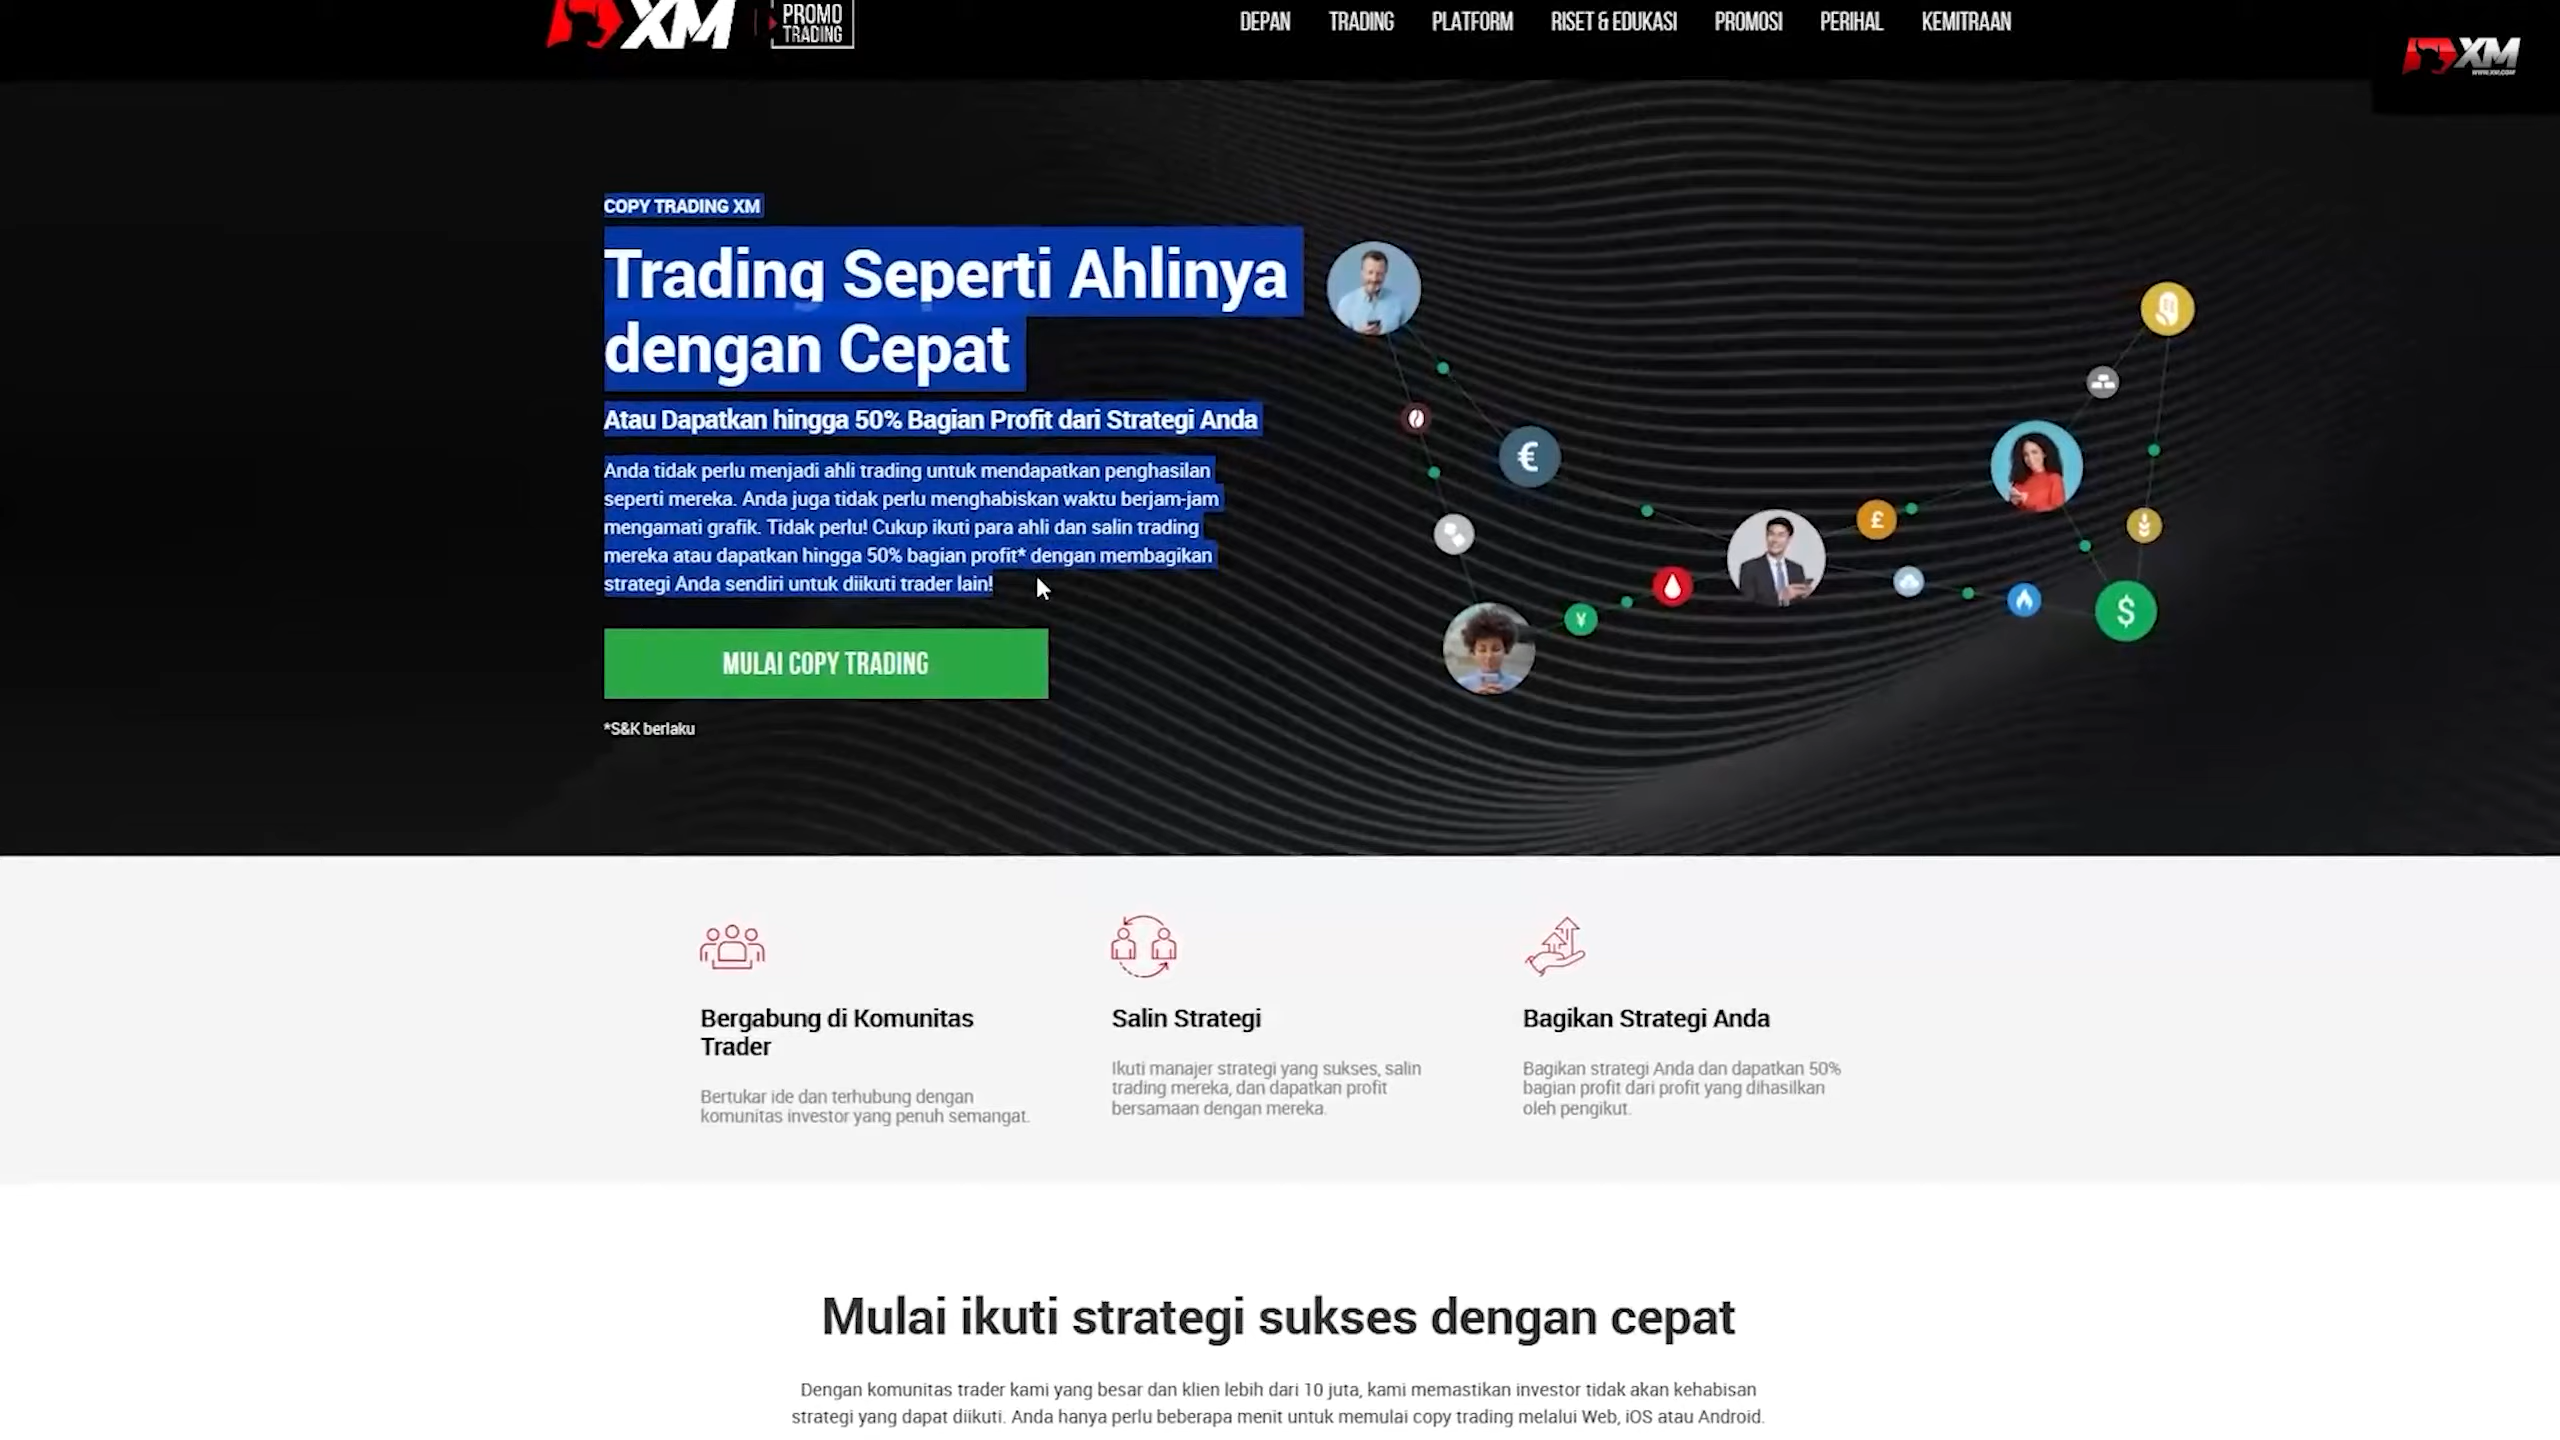 XM
PROMO
TRADING
DEPAN
TRADING
PLATFORM
RISET & EDUKASI
PROMOSI
PERIHAL
KEMITRAAN
XM
WWW.XM.COM
COPY TRADING XM
Trading Seperti Ahlinya
dengan Cepat
Atau Dapatkan hingga 50% Bagian Profit dari Strategi Anda
Anda tidak perlu menjadi ahli trading untuk mendapatkan penghasilan
seperti mereka. Anda juga tidak perlu menghabiskan waktu berjam-jam
mengamati grafik. Tidak perlu! Cukup ikuti para ahli dan salin trading
mereka atau dapatkan hingga 50% bagian profit* dengan membagikan
strategi Anda sendiri untuk diikuti trader lain!
€
£
¥
$
MULAI COPY TRADING
*S&K berlaku
Bergabung di Komunitas
Trader
Bertukar ide dan terhubung dengan
komunitas investor yang penuh semangat.
Salin Strategi
Ikuti manajer strategi yang sukses, salin
trading mereka, dan dapatkan profit
bersamaan dengan mereka.
Bagikan Strategi Anda
Bagikan strategi Anda dan dapatkan 50%
bagian profit dari profit yang dihasilkan
oleh pengikut.
Mulai ikuti strategi sukses dengan cepat
Dengan komunitas trader kami yang besar dan klien lebih dari 10 juta, kami memastikan investor tidak akan kehabisan
strategi yang dapat diikuti. Anda hanya perlu beberapa menit untuk memulai copy trading melalui Web, iOS atau Android.